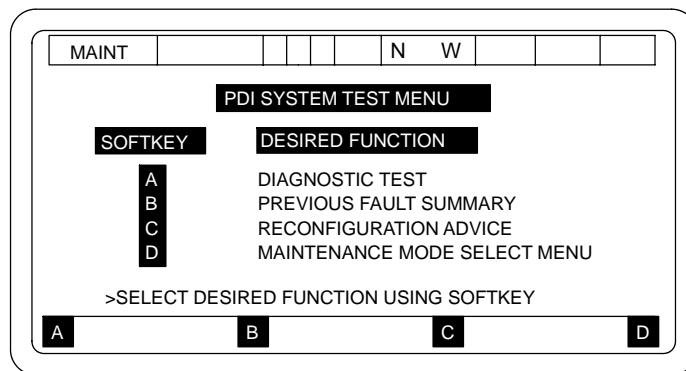 MAINT N W
PDI SYSTEM TEST MENU
SOFTKEY DESIRED FUNCTION
A DIAGNOSTIC TEST
B PREVIOUS FAULT SUMMARY
C RECONFIGURATION ADVICE
D MAINTENANCE MODE SELECT MENU
>SELECT DESIRED FUNCTION USING SOFTKEY
A B C D